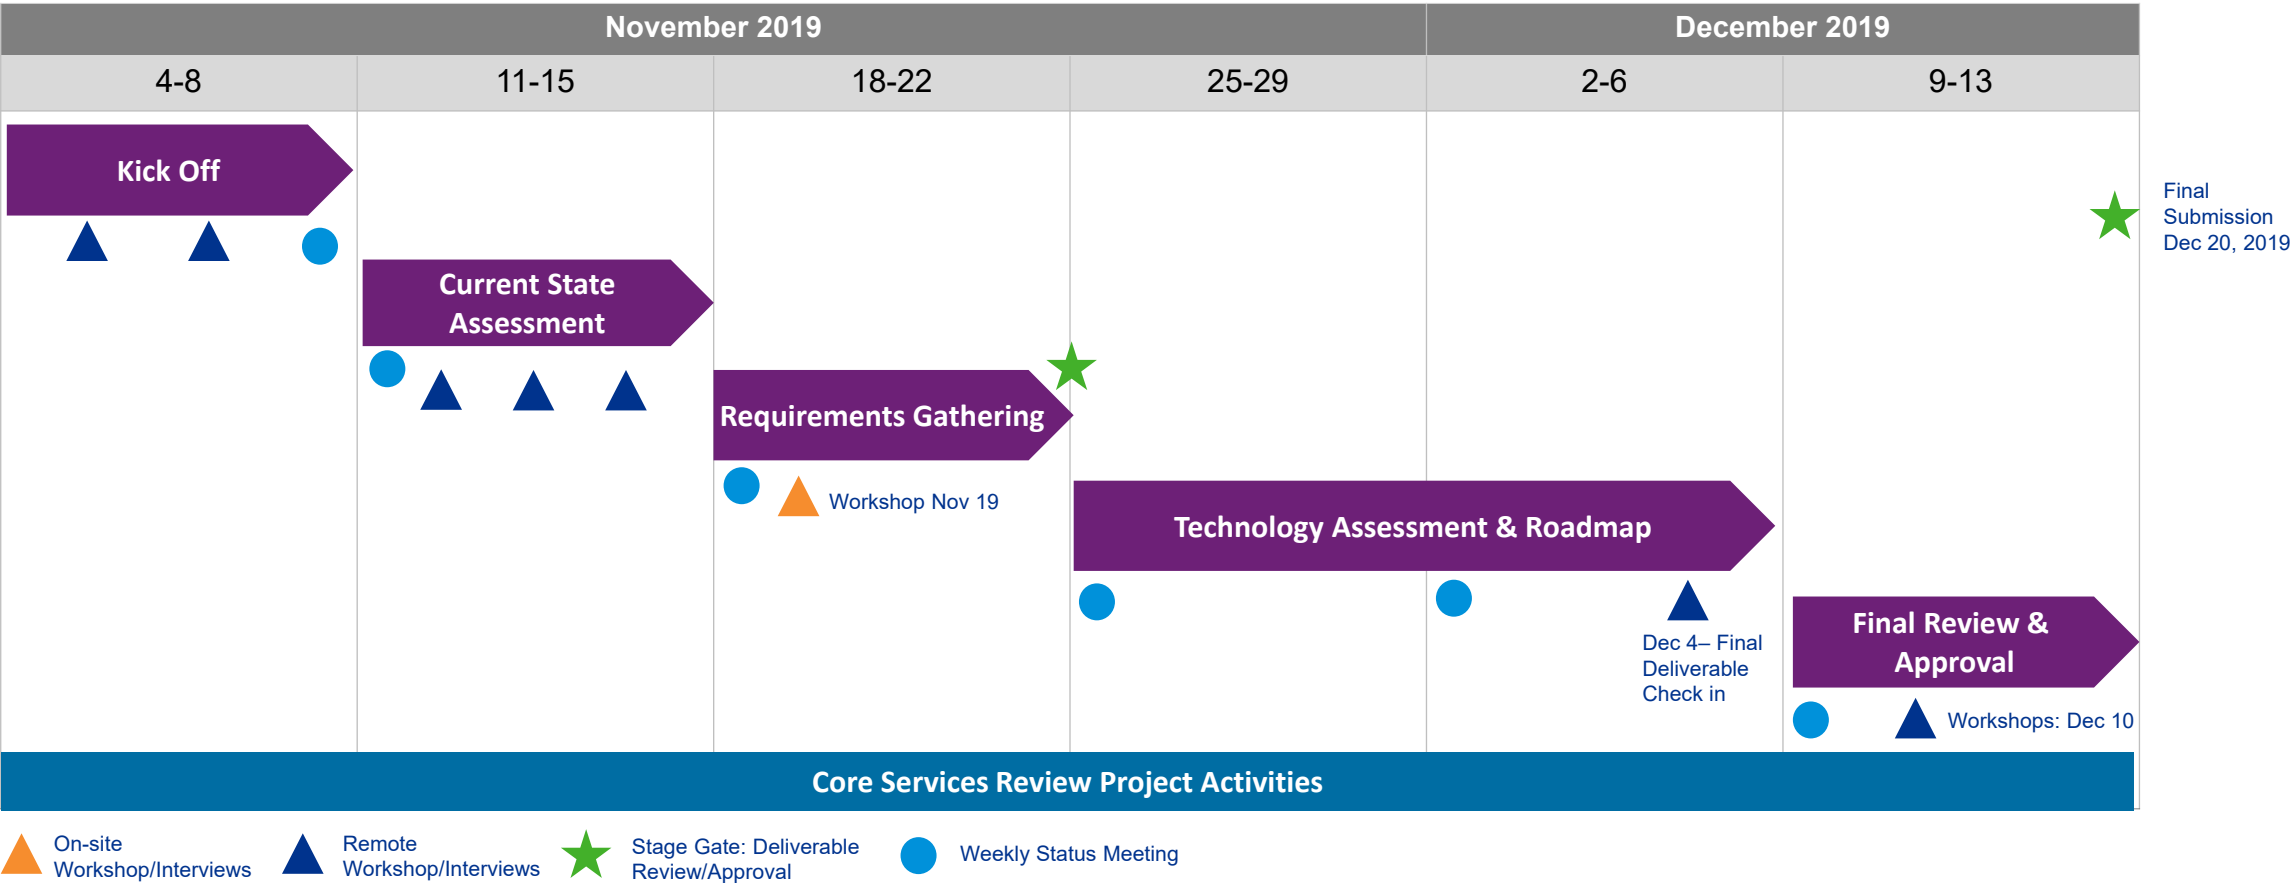 November 2019
December 2019
4-8
11-15
18-22
25-29
2-6
9-13
Kick Off
Final
Submission
Dec 20, 2019
Current State
Assessment
Requirements Gathering
Workshop Nov 19
Technology Assessment & Roadmap
Dec 4– Final
Deliverable
Check in
Final Review &
Approval
Workshops: Dec 10
Core Services Review Project Activities
On-site
Workshop/Interviews
Remote
Workshop/Interviews
Stage Gate: Deliverable
Review/Approval
Weekly Status Meeting